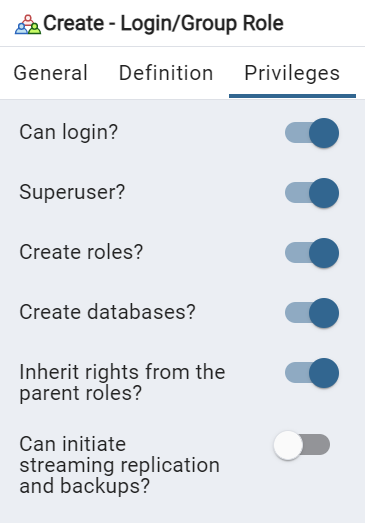 Create - Login/Group Role
General Definition Privileges
Can login?
Superuser?
Create roles?
Create databases?
Inherit rights from the
parent roles?
Can initiate
streaming replication
and backups?